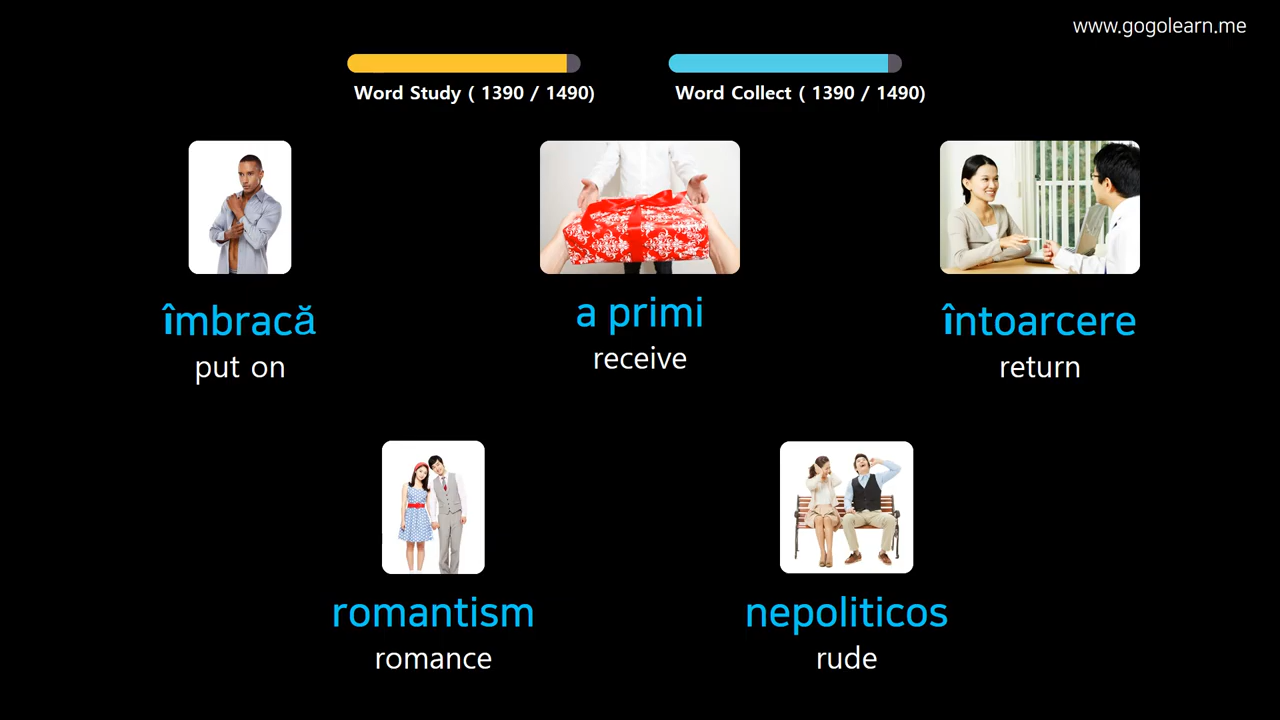 www.gogolearn.me
Word Study ( 1390 / 1490)
Word Collect ( 1390 / 1490)
îmbracă
put on
a primi
receive
întoarcere
return
romantism
romance
nepoliticos
rude